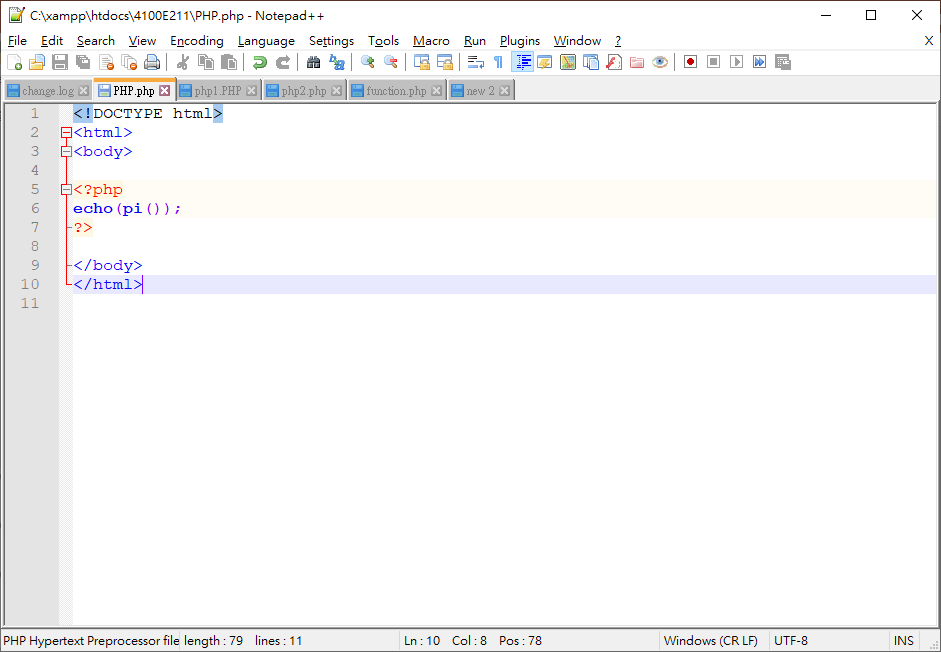 C:\xampp\htdocs\4100E211\PHP.php - Notepad++
File Edit Search View Encoding Language Settings Tools Macro Run Plugins Window ? X
change.log PHP.php php1.PHP php2.php function.php new 2
1 <!DOCTYPE html>
2 <html>
3 <body>
4
5 <?php
6 echo(pi());
7 ?>
8
9 </body>
10 </html>
11
PHP Hypertext Preprocessor file length : 79 lines : 11 Ln : 10 Col : 8 Pos : 78 Windows (CR LF) UTF-8 INS